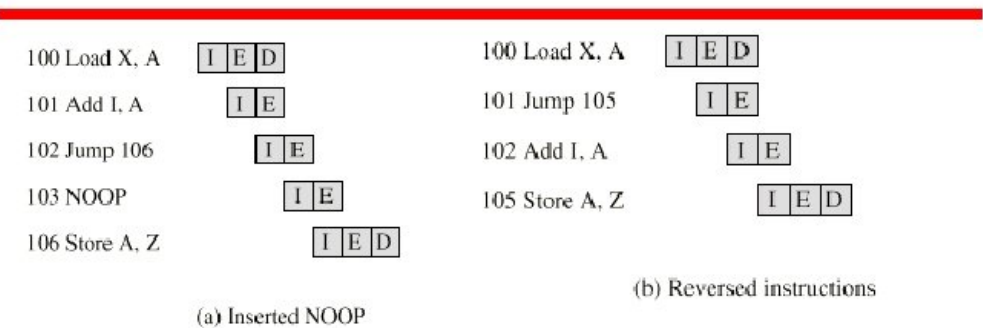 100 Load X, A I E D
101 Add I, A I E
102 Jump 106 I E
103 NOOP I E
106 Store A, Z I E D
(a) Inserted NOOP
100 Load X, A I E D
101 Jump 105 I E
102 Add I, A I E
105 Store A, Z I E D
(b) Reversed instructions